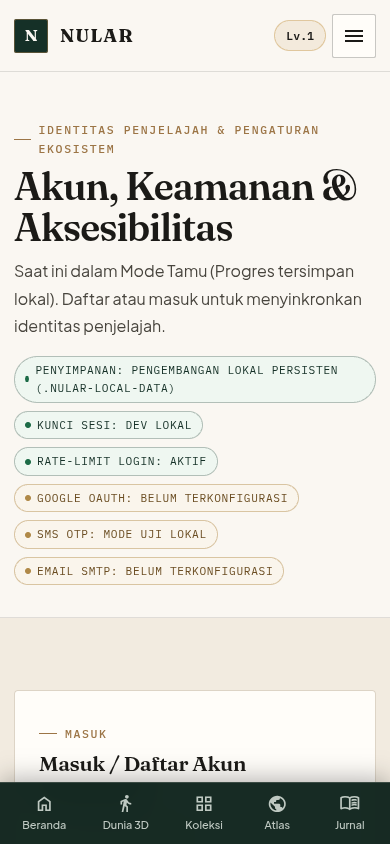 N NULAR Lv.1
IDENTITAS PENJELAJAH & PENGATURAN
EKOSISTEM
Akun, Keamanan &
Aksesibilitas
Saat ini dalam Mode Tamu (Progres tersimpan
lokal). Daftar atau masuk untuk menyinkronkan
identitas penjelajah.
PENYIMPANAN: PENGEMBANGAN LOKAL PERSISTEN
(.NULAR-LOCAL-DATA)
KUNCI SESI: DEV LOKAL
RATE-LIMIT LOGIN: AKTIF
GOOGLE OAUTH: BELUM TERKONFIGURASI
SMS OTP: MODE UJI LOKAL
EMAIL SMTP: BELUM TERKONFIGURASI
MASUK
Masuk / Daftar Akun
Beranda Dunia 3D Koleksi Atlas Jurnal